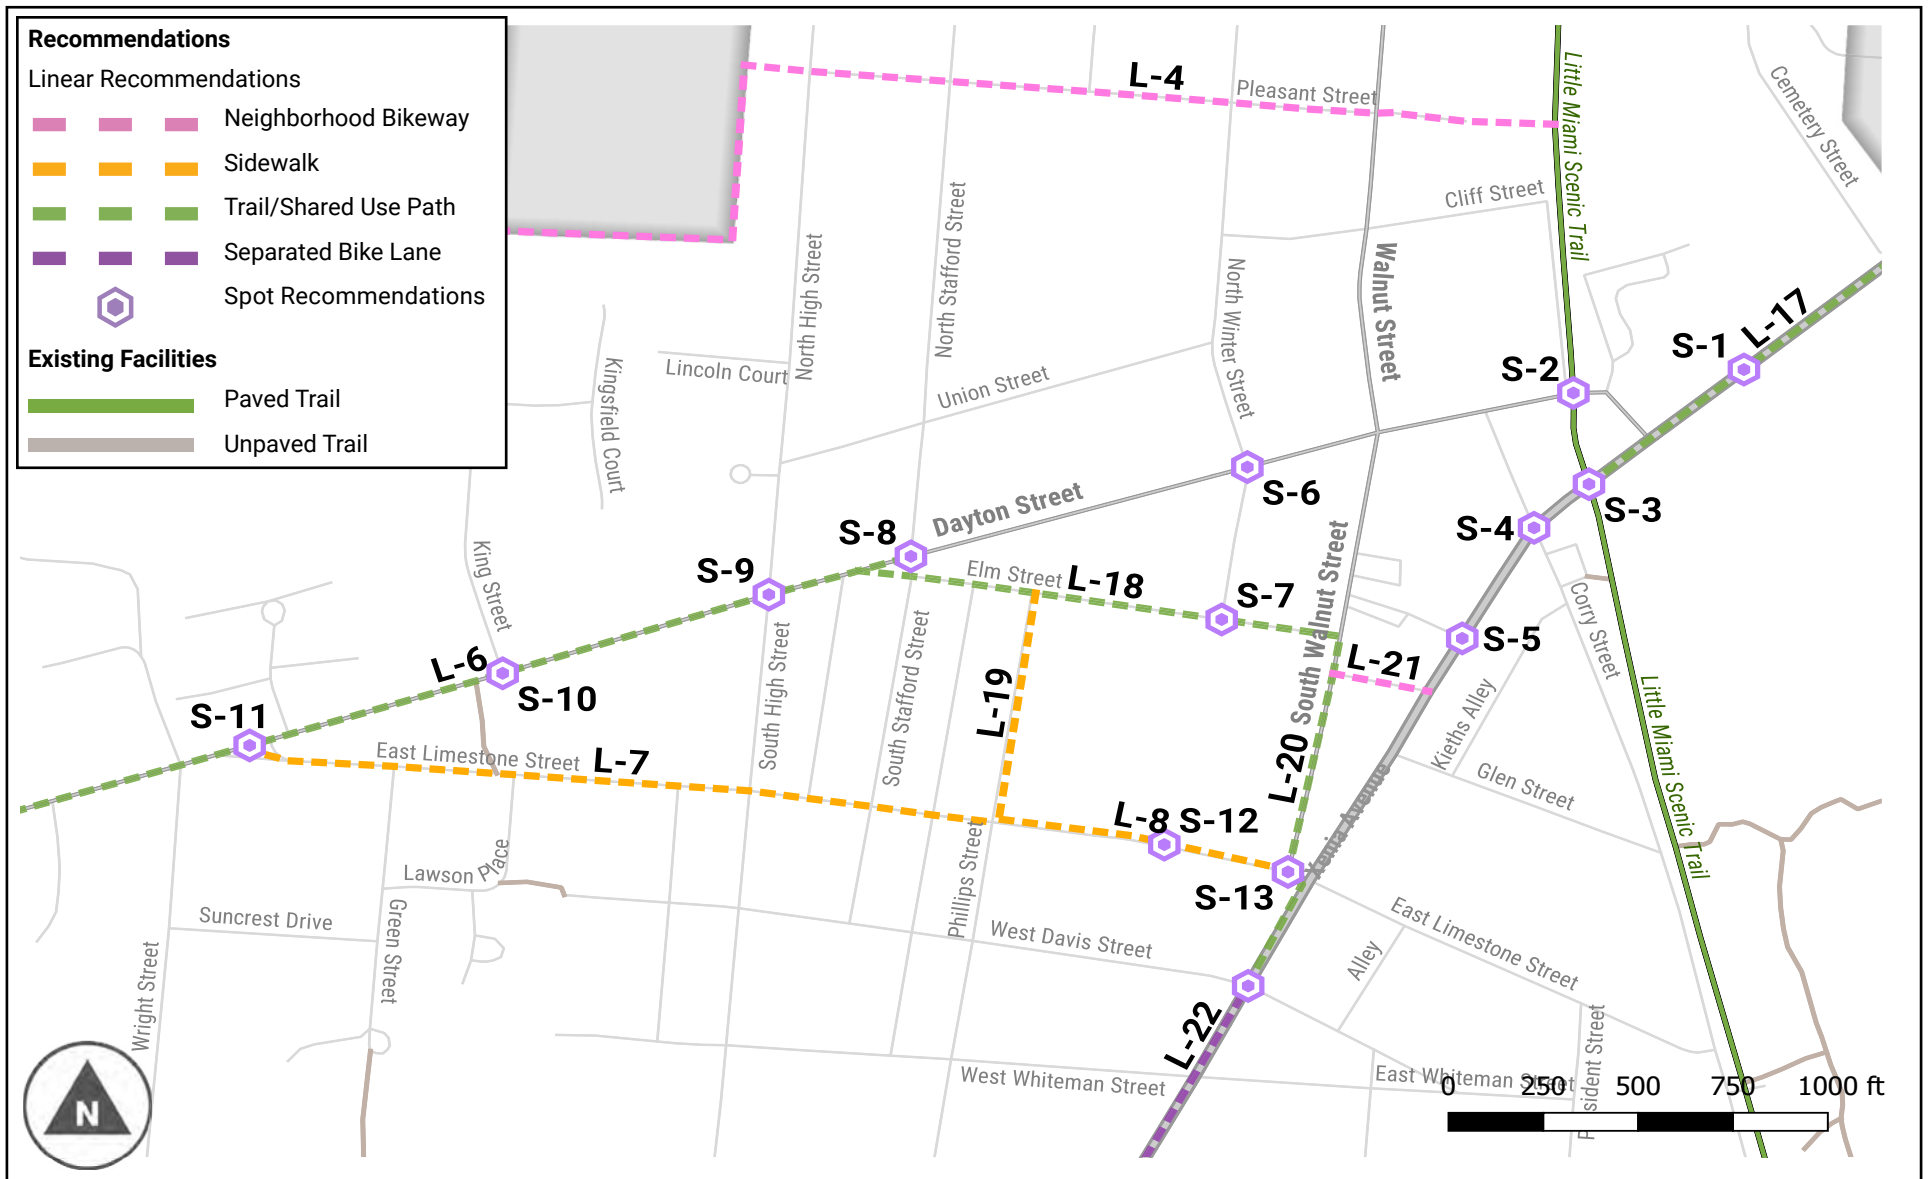 Recommendations
Linear Recommendations
Neighborhood Bikeway
Sidewalk
Trail/Shared Use Path
Separated Bike Lane
Spot Recommendations
Existing Facilities
Paved Trail
Unpaved Trail
L-4
Pleasant Street
Little Miami Scenic Trail
Cemetery Street
Cliff Street
North High Street
North Stafford Street
North Winter Street
Walnut Street
L-17
S-1
S-2
Lincoln Court
Kingsfield Court
Union Street
S-6
Dayton Street
S-8
S-3
S-4
King Street
S-9
Elm Street
L-18
S-7
South Walnut Street
S-5
Corry Street
L-6
S-10
South High Street
South Stafford Street
L-19
L-21
Kieths Alley
Little Miami Scenic Trail
S-11
East Limestone Street
L-7
L-20
Glen Street
Xenia Avenue
L-8
S-12
Phillips Street
S-13
Lawson Place
Suncrest Drive
Green Street
Wright Street
West Davis Street
East Limestone Street
Alley
L-22
West Whiteman Street
East Whiteman Street
President Street
0 250 500 750 1000 ft
N